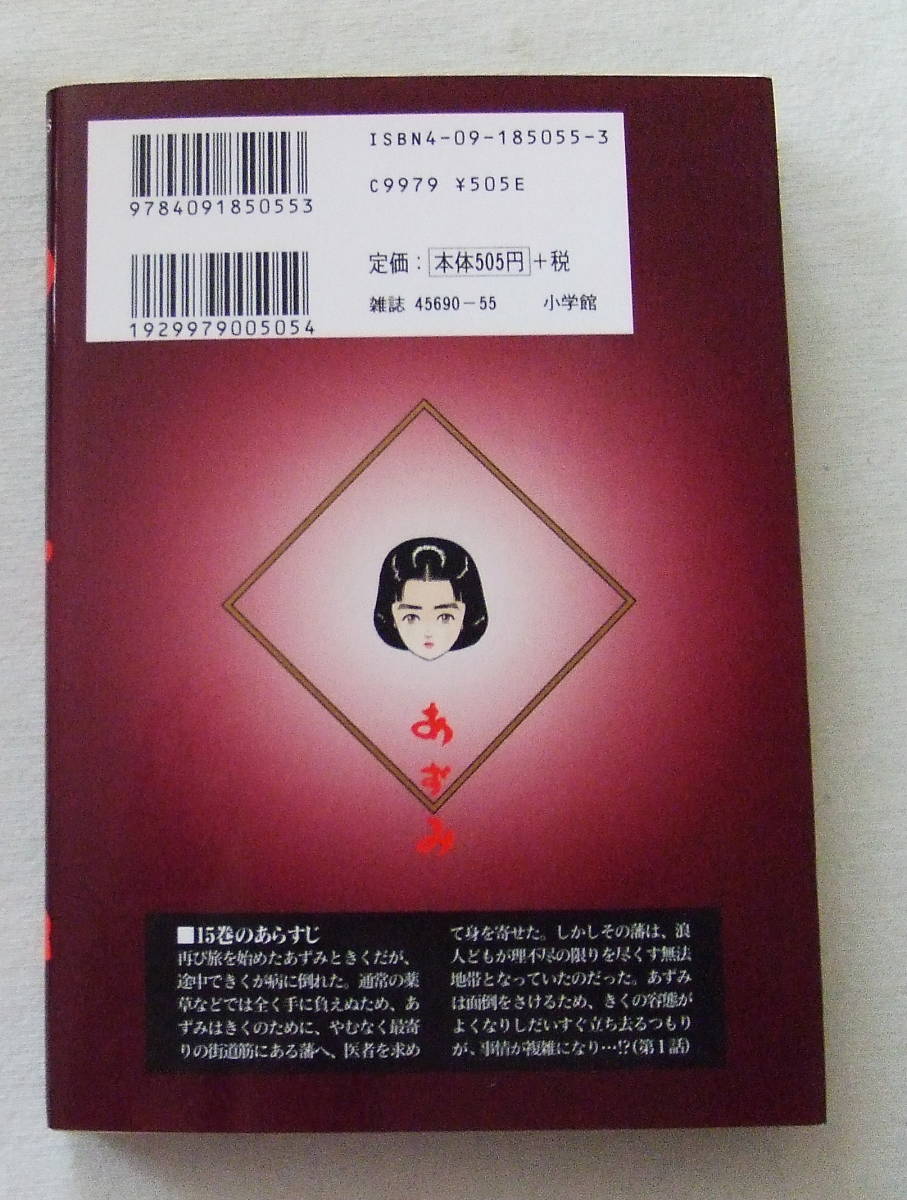 ISBN4-09-185055-3
9784091850553
C9979 ¥505E
定価：本体505円+税
1929979005054
雑誌 45690-55 小学館
あずみ
■15巻のあらすじ
再び旅を始めたあずみときくだが、
途中できくが病に倒れた。通常の薬
草などでは全く手に負えぬため、あ
ずみはきくのために、やむなく最寄
りの街道筋にある藩へ、医者を求め
て身を寄せた。しかしその藩は、浪
人どもが理不尽の限りを尽くす無法
地帯となっていたのだった。あずみ
は面倒をさけるため、きくの容態が
よくなりしだいすぐ立ち去るつもり
が、事情が複雑になり…!?（第1話）